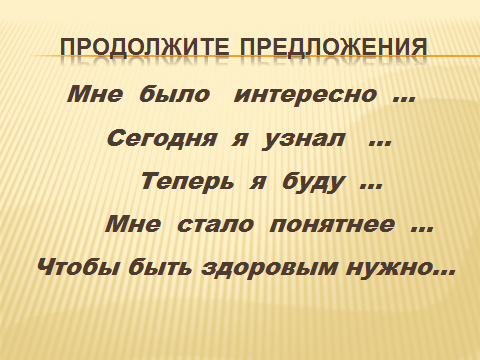 ПРОДОЛЖИТЕ ПРЕДЛОЖЕНИЯ
Мне было интересно ...
Сегодня я узнал ...
Теперь я буду ...
Мне стало понятнее ...
Чтобы быть здоровым нужно...